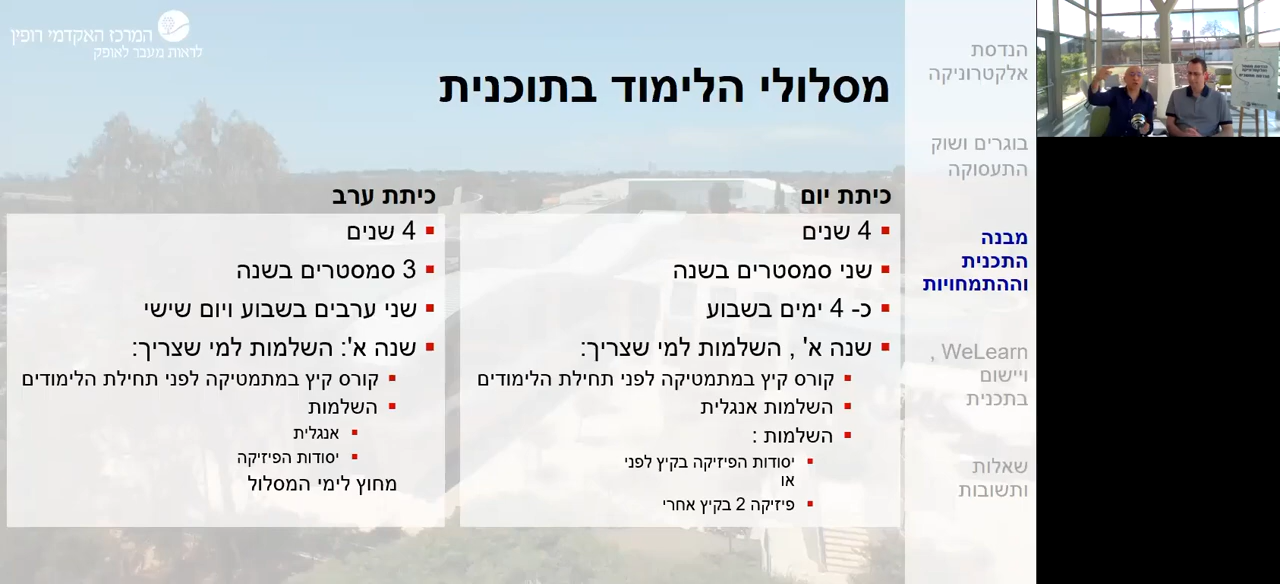 המרכז האקדמי רופין
לראות מעבר לאופק
מסלולי הלימוד בתוכנית
כיתת יום
4 שנים
שני סמסטרים בשנה
כ- 4 ימים בשבוע
שנה א' , השלמות למי שצריך:
קורס קיץ במתמטיקה לפני תחילת הלימודים
השלמות אנגלית
השלמות :
יסודות הפיזיקה בקיץ לפני
או
פיזיקה 2 בקיץ אחרי
כיתת ערב
4 שנים
3 סמסטרים בשנה
שני ערבים בשבוע ויום שישי
שנה א': השלמות למי שצריך:
קורס קיץ במתמטיקה לפני תחילת הלימודים
השלמות
אנגלית
יסודות הפיזיקה
מחוץ לימי המסלול
הנדסת
אלקטרוניקה
בוגרים ושוק
התעסוקה
מבנה
התכנית
וההתמחויות
WeLearn ,
ויישום
בתכנית
שאלות
ותשובות